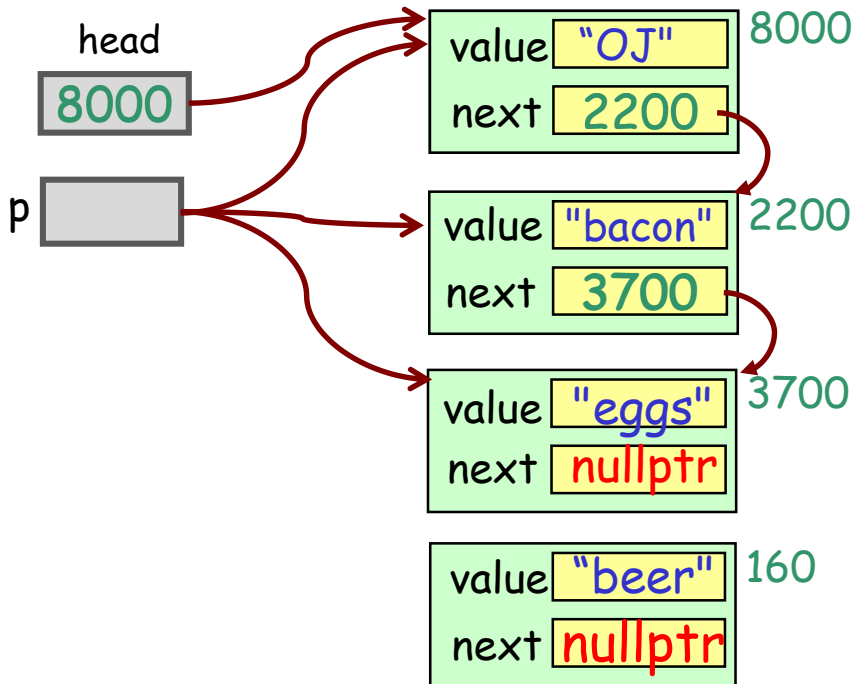 head
8000
p
value “OJ" 8000
next 2200
value "bacon" 2200
next 3700
value "eggs" 3700
next nullptr
value “beer" 160
next nullptr